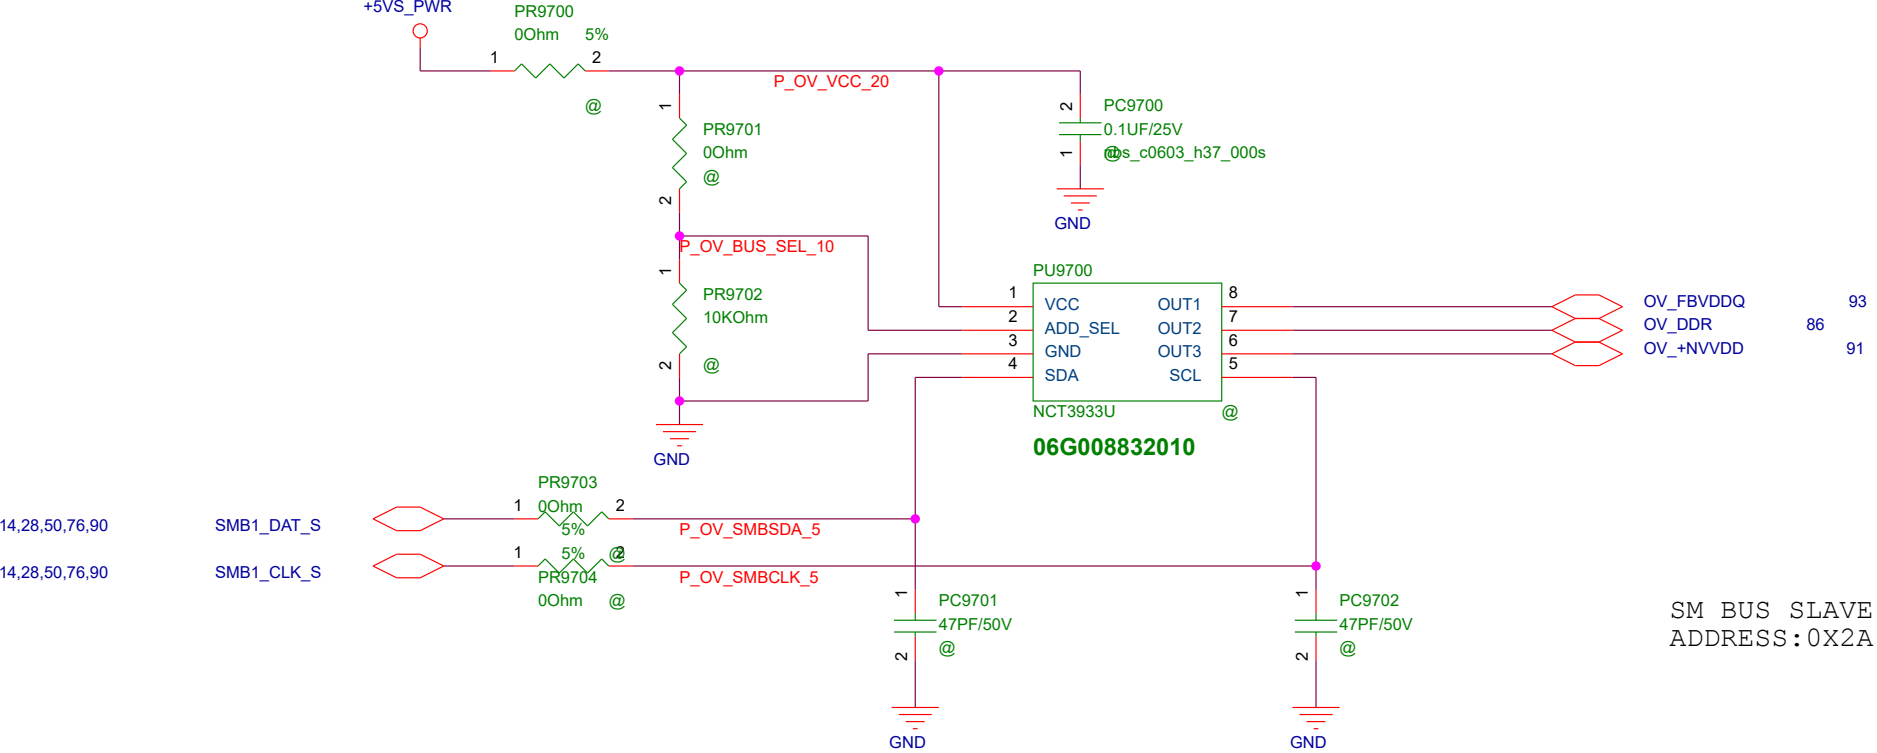 +5VS_PWR
PR9700
0Ohm 5%
1 2
@
P_OV_VCC_20
1
PR9701
0Ohm
@
2
2
PC9700
0.1UF/25V
@
1
GND
P_OV_BUS_SEL_10
1
PR9702
10KOhm
@
2
GND
PU9700
1 VCC OUT1 8
2 ADD_SEL OUT2 7
3 GND OUT3 6
4 SDA SCL 5
NCT3933U @
06G008832010
OV_FBVDDQ 93
OV_DDR 86
OV_+NVVDD 91
PR9703
1 0Ohm 2
14,28,50,76,90 SMB1_DAT_S 5% P_OV_SMBSDA_5
1 5% @ 2
14,28,50,76,90 SMB1_CLK_S PR9704 P_OV_SMBCLK_5
0Ohm @
1
PC9701
47PF/50V
@
2
GND
1
PC9702
47PF/50V
@
2
GND
SM BUS SLAVE
ADDRESS:0X2A